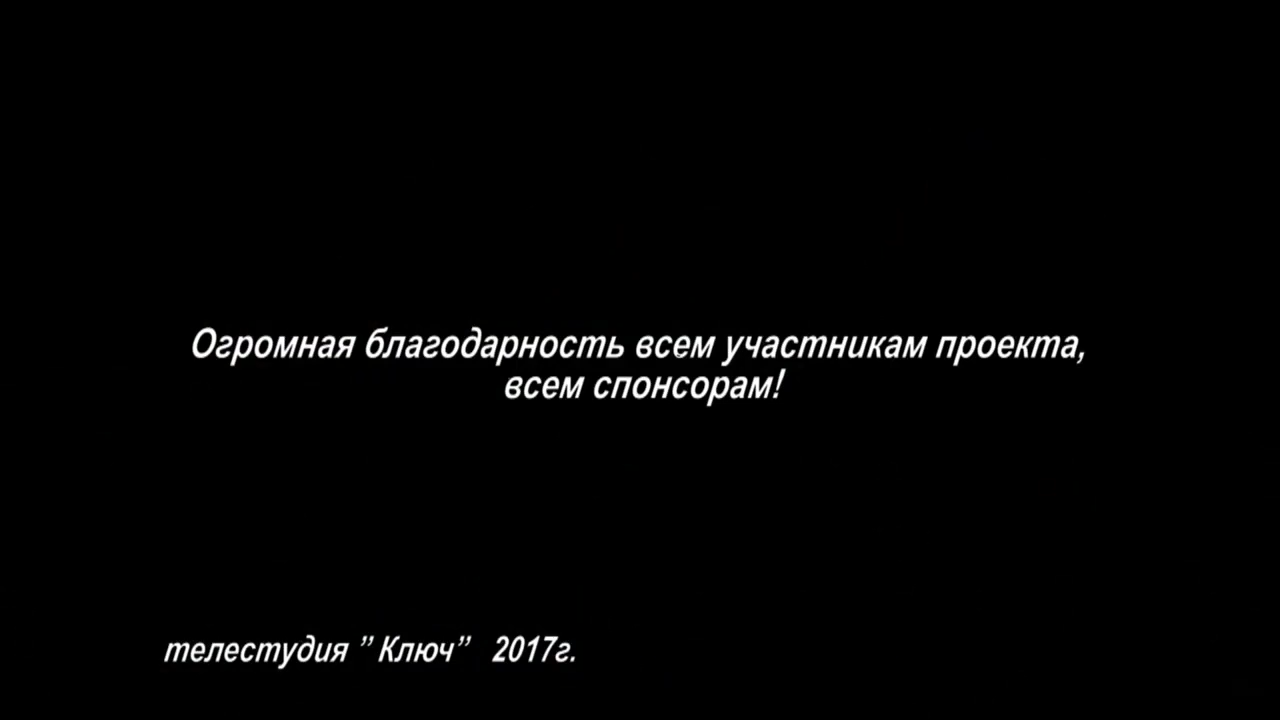 Огромная благодарность всем участникам проекта,
всем спонсорам!
телестудия ” Ключ” 2017г.